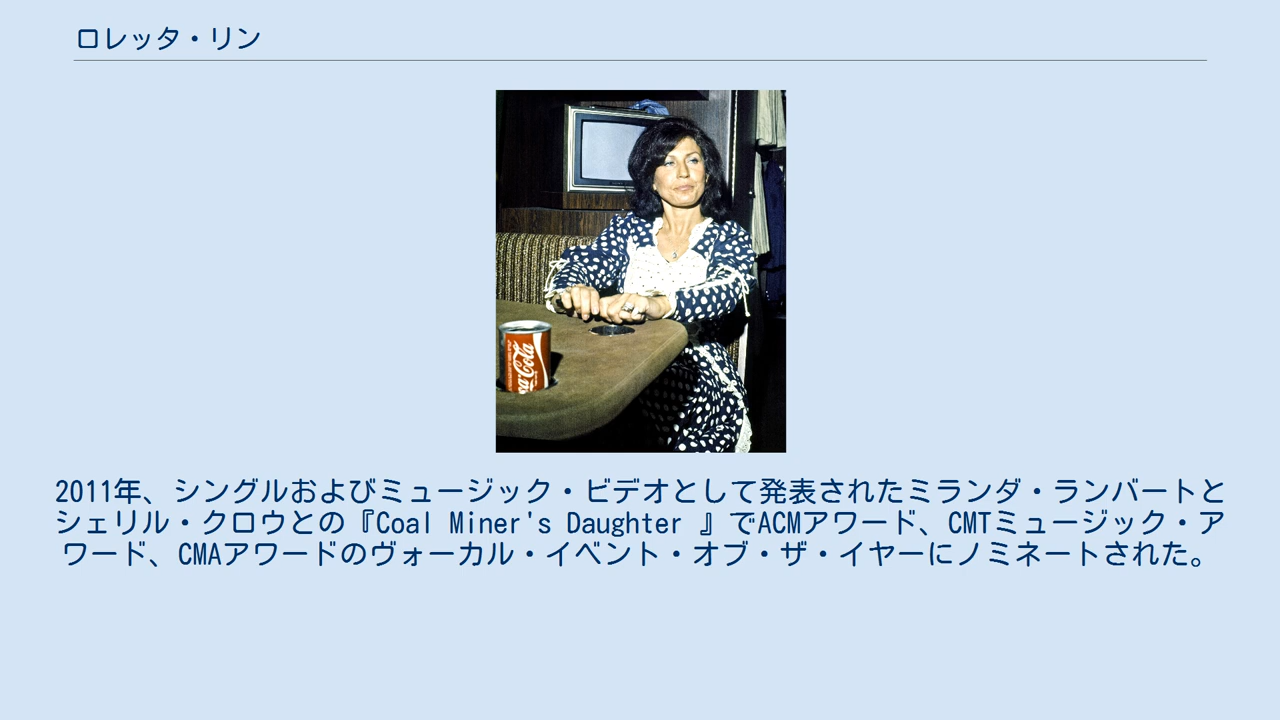 ロレッタ・リン
Coca-Cola
2011年、シングルおよびミュージック・ビデオとして発表されたミランダ・ランバートと
シェリル・クロウとの『Coal Miner's Daughter 』でACMアワード、CMTミュージック・ア
ワード、CMAアワードのヴォーカル・イベント・オブ・ザ・イヤーにノミネートされた。